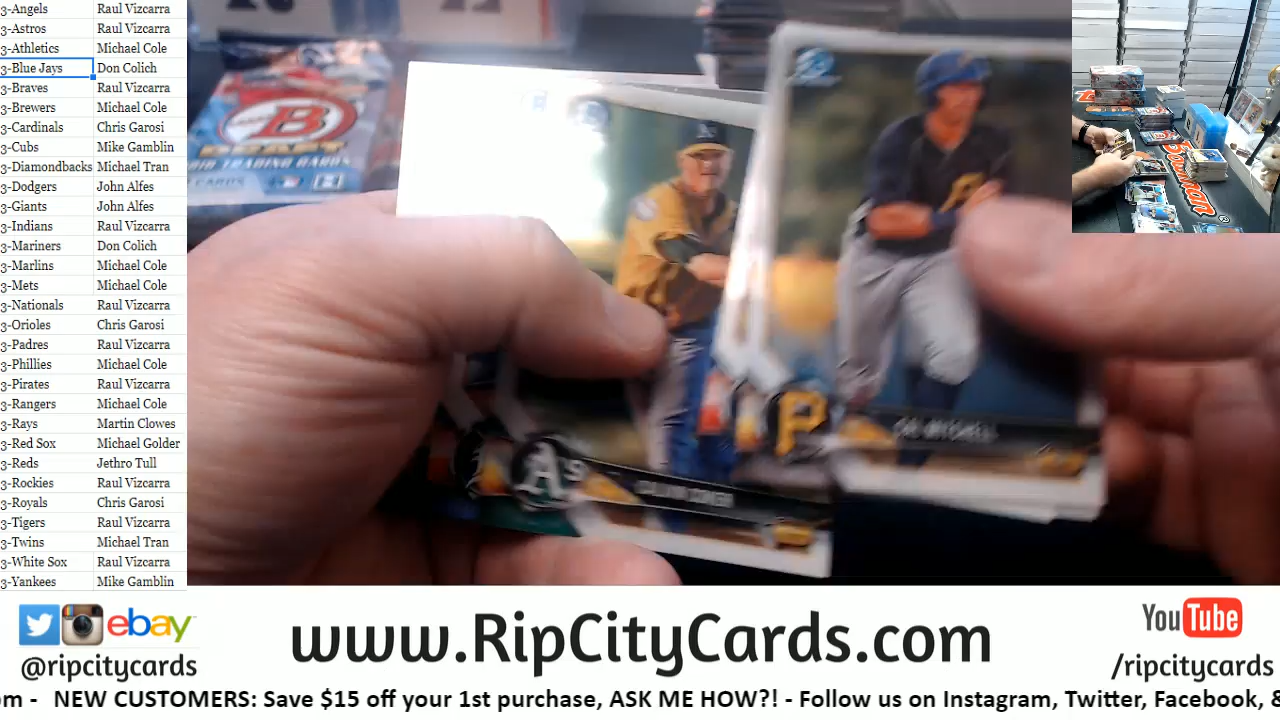 3-Angels Raul Vizcarra
3-Astros Raul Vizcarra
3-Athletics Michael Cole
3-Blue Jays Don Colich
3-Braves Raul Vizcarra
3-Brewers Michael Cole
3-Cardinals Chris Garosi
3-Cubs Mike Gamblin
3-Diamondbacks Michael Tran
3-Dodgers John Alfes
3-Giants John Alfes
3-Indians Raul Vizcarra
3-Mariners Don Colich
3-Marlins Michael Cole
3-Mets Michael Cole
3-Nationals Raul Vizcarra
3-Orioles Chris Garosi
3-Padres Raul Vizcarra
3-Phillies Michael Cole
3-Pirates Raul Vizcarra
3-Rangers Michael Cole
3-Rays Martin Clowes
3-Red Sox Michael Golder
3-Reds Jethro Tull
3-Rockies Raul Vizcarra
3-Royals Chris Garosi
3-Tigers Raul Vizcarra
3-Twins Michael Tran
3-White Sox Raul Vizcarra
3-Yankees Mike Gamblin
B
TRADING CARDS
P
A's
BOWMAN
ebay
@ripcitycards
www.RipCityCards.com
YouTube
/ripcitycards
om - NEW CUSTOMERS: Save $15 off your 1st purchase, ASK ME HOW?! - Follow us on Instagram, Twitter, Facebook, &